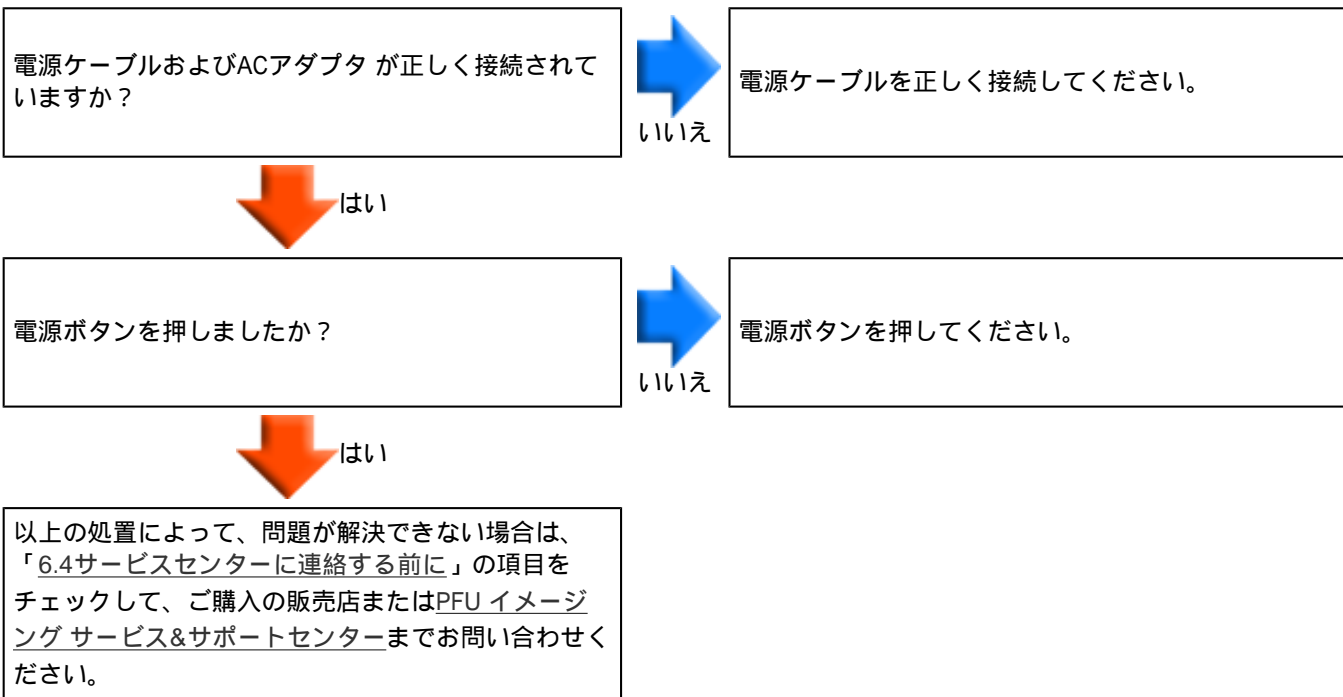 電源ケーブルおよびACアダプタ が正しく接続されて
いますか？
いいえ
電源ケーブルを正しく接続してください。
はい
電源ボタンを押しましたか？
いいえ
電源ボタンを押してください。
はい
以上の処置によって、問題が解決できない場合は、
「6.4サービスセンターに連絡する前に」の項目を
チェックして、ご購入の販売店またはPFU イメージ
ング サービス&サポートセンターまでお問い合わせく
ださい。